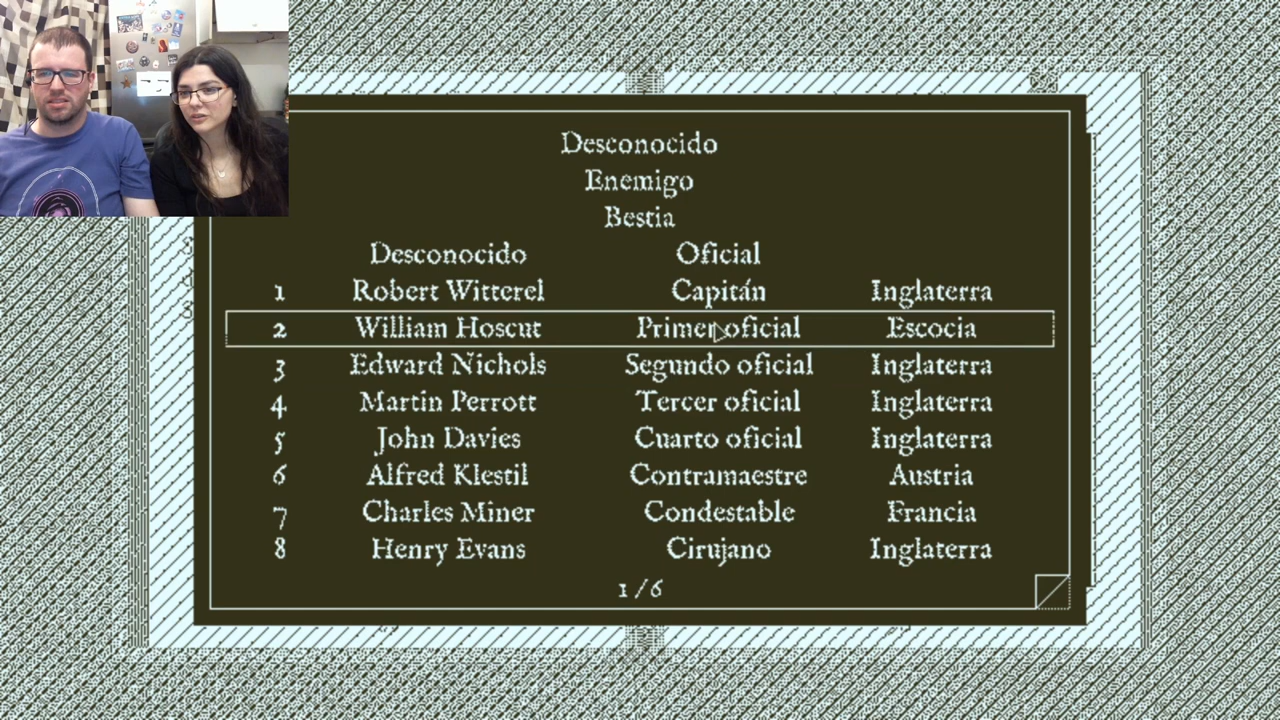 Desconocido
Enemigo
Bestia
Desconocido Oficial
1 Robert Witterel Capitán Inglaterra
2 William Hoscut Primer oficial Escocia
3 Edward Nichols Segundo oficial Inglaterra
4 Martin Perrott Tercer oficial Inglaterra
5 John Davies Cuarto oficial Inglaterra
6 Alfred Klestil Contramaestre Austria
7 Charles Miner Condestable Francia
8 Henry Evans Cirujano Inglaterra
1/6